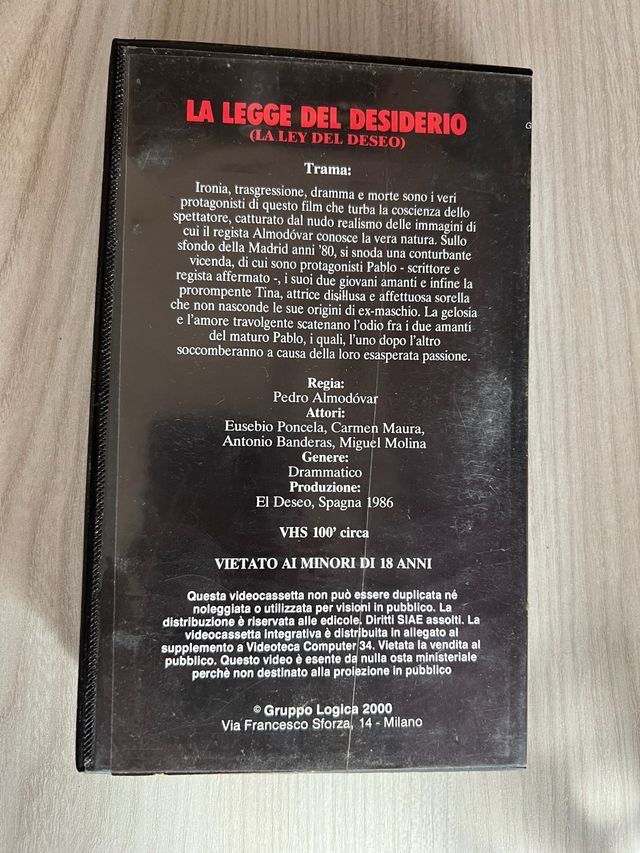 LA LEGGE DEL DESIDERIO
(LA LEY DEL DESEO)
Trama:
Ironia, trasgressione, dramma e morte sono i veri
protagonisti di questo film che turba la coscienza dello
spettatore, catturato dal nudo realismo delle immagini di
cui il regista Almodóvar conosce la vera natura. Sullo
sfondo della Madrid anni '80, si snoda una conturbante
vicenda, di cui sono protagonisti Pablo - scrittore e
regista affermato -, i suoi due giovani amanti e infine la
prorompente Tina, attrice disillusa e affettuosa sorella
che non nasconde le sue origini di ex-maschio. La gelosia
e l'amore travolgente scatenano l'odio fra i due amanti
del maturo Pablo, i quali, l'uno dopo l'altro
soccomberanno a causa della loro esasperata passione.
Regia:
Pedro Almodóvar
Attori:
Eusebio Poncela, Carmen Maura,
Antonio Banderas, Miguel Molina
Genere:
Drammatico
Produzione:
El Deseo, Spagna 1986
VHS 100' circa
VIETATO AI MINORI DI 18 ANNI
Questa videocassetta non può essere duplicata né
noleggiata o utilizzata per visioni in pubblico. La
distribuzione è riservata alle edicole. Diritti SIAE assolti. La
videocassetta integrativa è distribuita in allegato al
supplemento a Videoteca Computer 34. Vietata la vendita al
pubblico. Questo video è esente da nulla osta ministeriale
perchè non destinato alla proiezione in pubblico
© Gruppo Logica 2000
Via Francesco Sforza, 14 - Milano
G